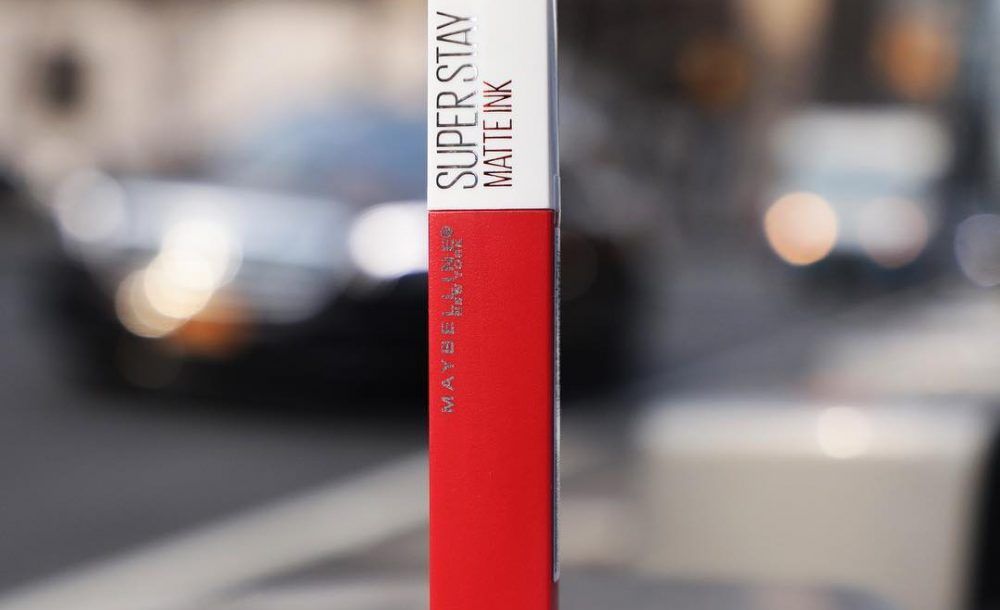 SUPER STAY
MATTE INK
MAYBELLINE®
NEW YORK